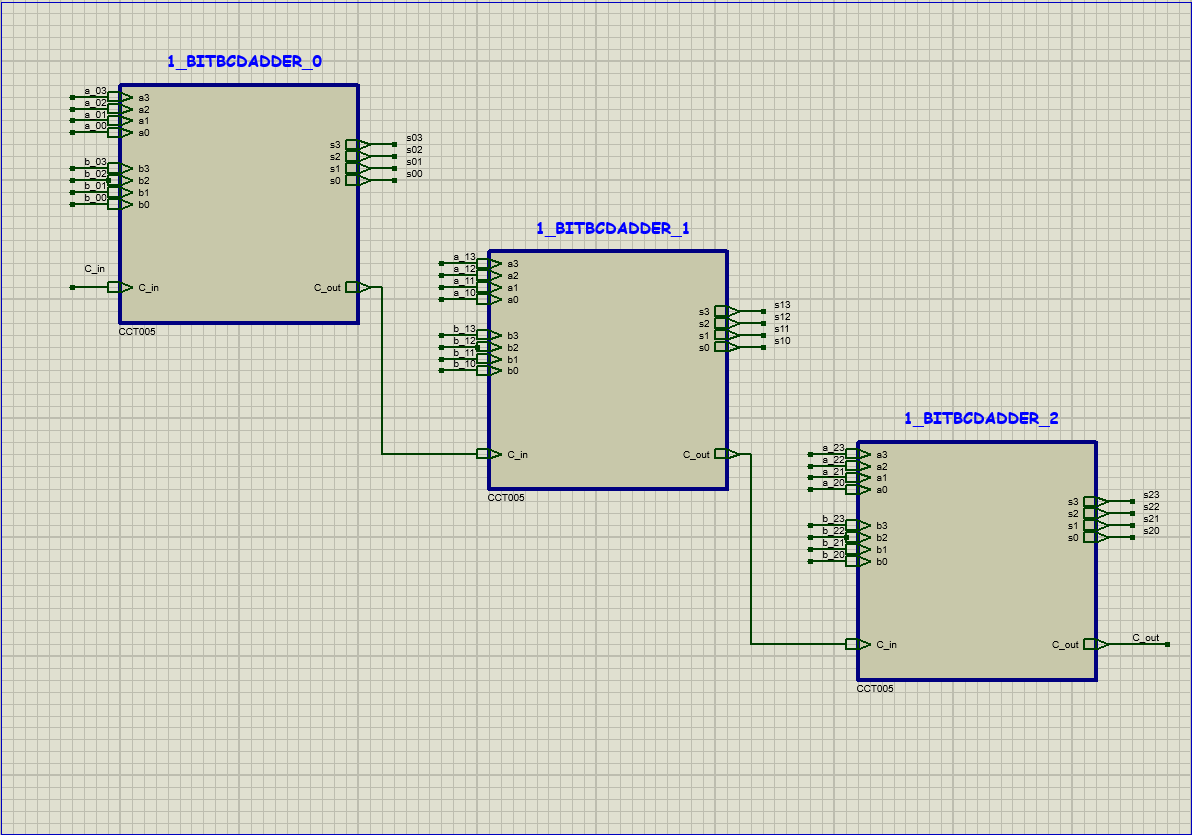 1_BITBCDADDER_0
a_03
a_02
a_01
a_00
a3
a2
a1
a0
b_03
b_02
b_01
b_00
b3
b2
b1
b0
s3
s2
s1
s0
s03
s02
s01
s00
C_in
C_in
C_out
CCT005
1_BITBCDADDER_1
a_13
a_12
a_11
a_10
a3
a2
a1
a0
b_13
b_12
b_11
b_10
b3
b2
b1
b0
s3
s2
s1
s0
s13
s12
s11
s10
C_in
C_out
CCT005
1_BITBCDADDER_2
a_23
a_22
a_21
a_20
a3
a2
a1
a0
b_23
b_22
b_21
b_20
b3
b2
b1
b0
s3
s2
s1
s0
s23
s22
s21
s20
C_in
C_out
C_out
CCT005